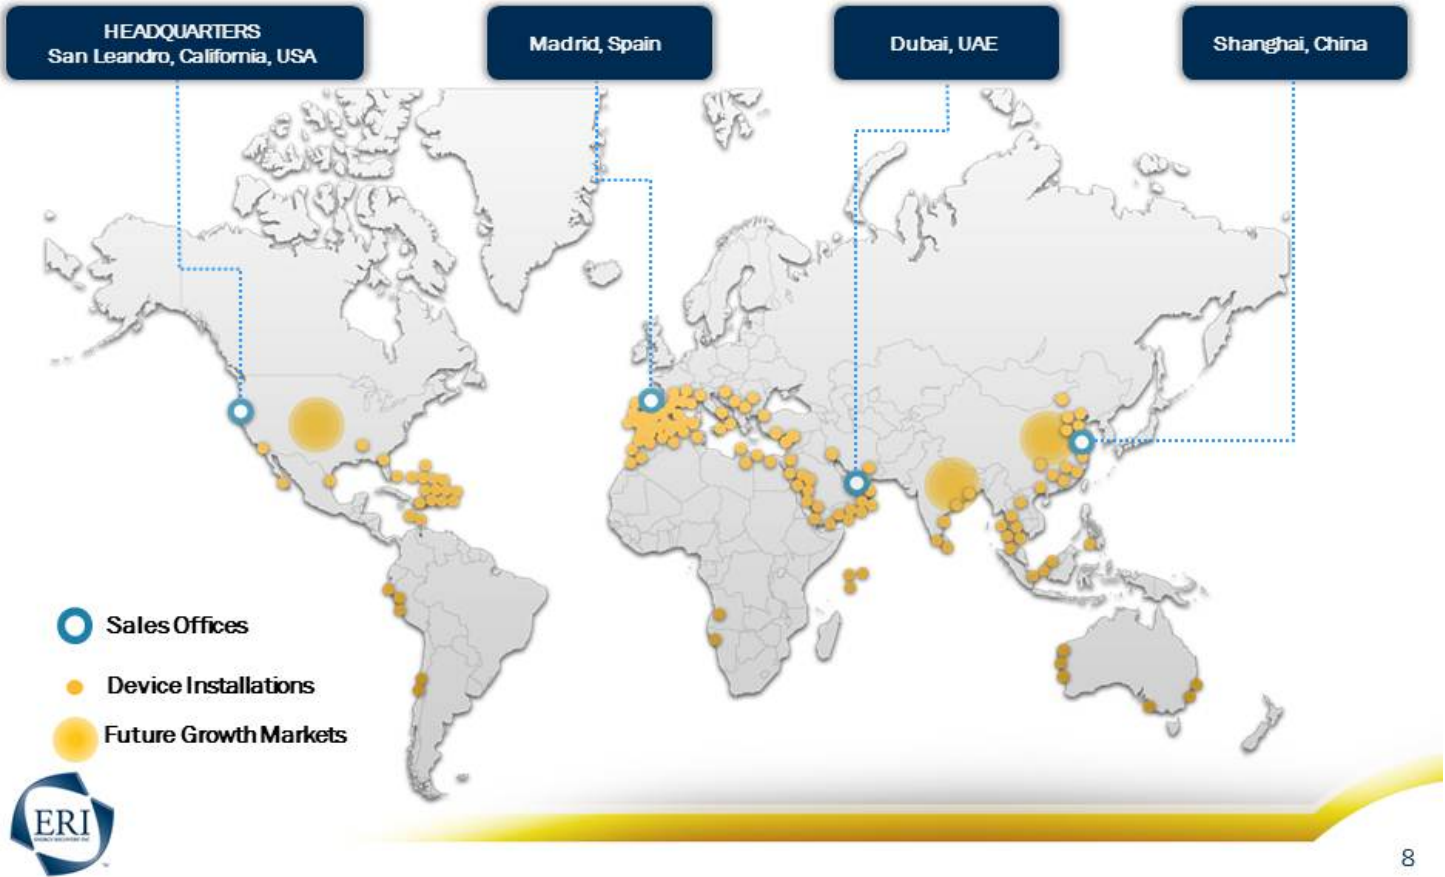 HEADQUARTERS
San Leandro, California, USA
Madrid, Spain
Dubai, UAE
Shanghai, China
Sales Offices
Device Installations
Future Growth Markets
ERI
8